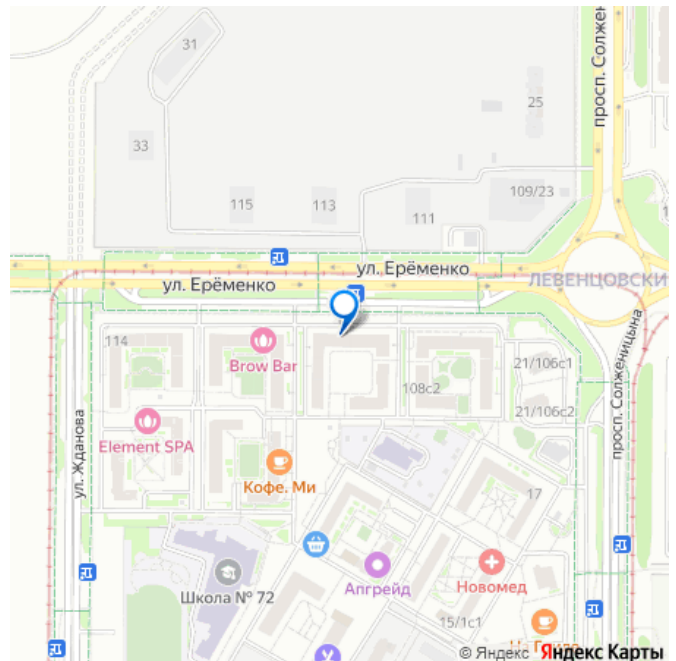 31
просп. Солжен
25
33
115
113
111
109/23
ул. Ерёменко
ул. Ерёменко
ЛЕВЕНЦОВСКИ
114
Brow Bar
108с2
21/106с1
21/106с2
просп. Солженицына
ул. Жданова
Element SPA
Кофе. Ми
17
Школа № 72
Апгрейд
Новомед
15/1с1
© Яндекс Яндекс Карты